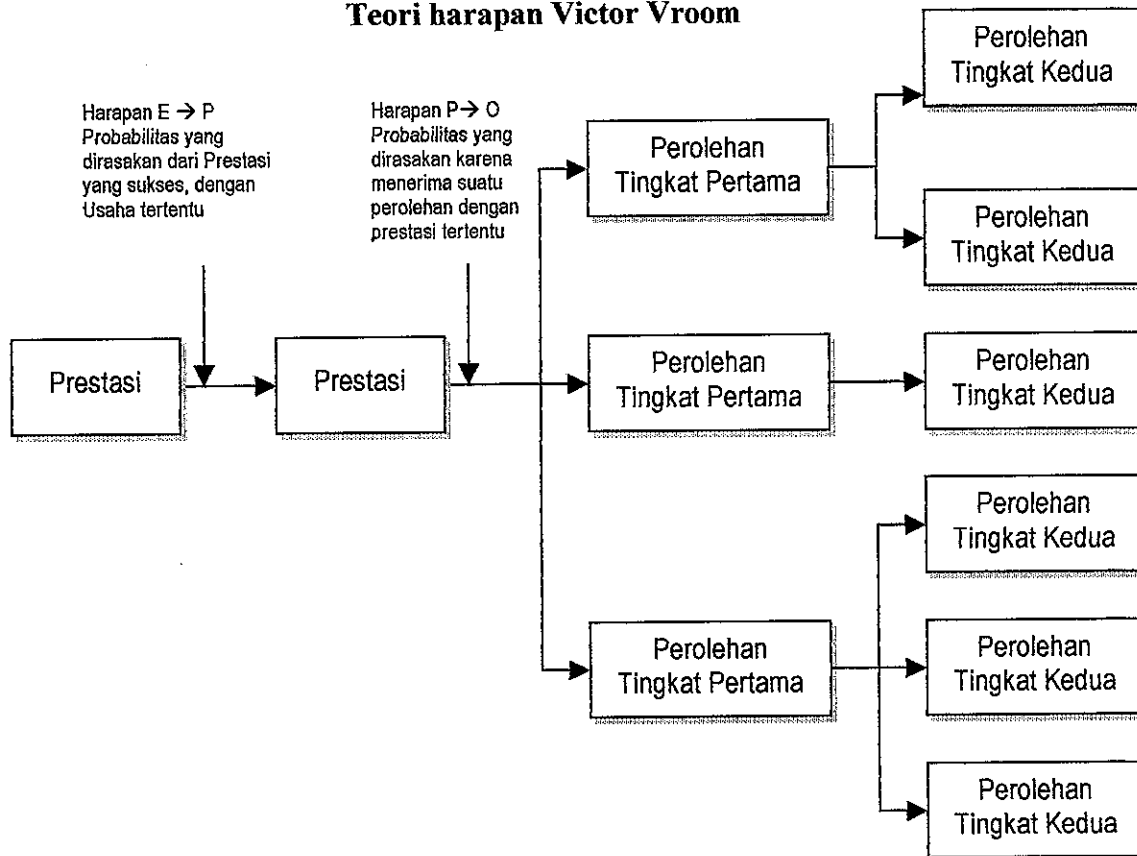 Teori harapan Victor Vroom
Harapan E → P
Probabilitas yang
dirasakan dari Prestasi
yang sukses, dengan
Usaha tertentu
Harapan P→ O
Probabilitas yang
dirasakan karena
menerima suatu
perolehan dengan
prestasi tertentu
Prestasi
Prestasi
Perolehan
Tingkat Pertama
Perolehan
Tingkat Pertama
Perolehan
Tingkat Pertama
Perolehan
Tingkat Kedua
Perolehan
Tingkat Kedua
Perolehan
Tingkat Kedua
Perolehan
Tingkat Kedua
Perolehan
Tingkat Kedua
Perolehan
Tingkat Kedua